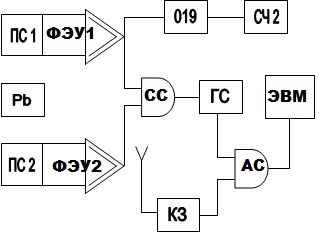 ПС 1 ФЭУ1 019 СЧ 2
Pb СС ГС ЭВМ
ПС 2 ФЭУ2 АС
КЗ